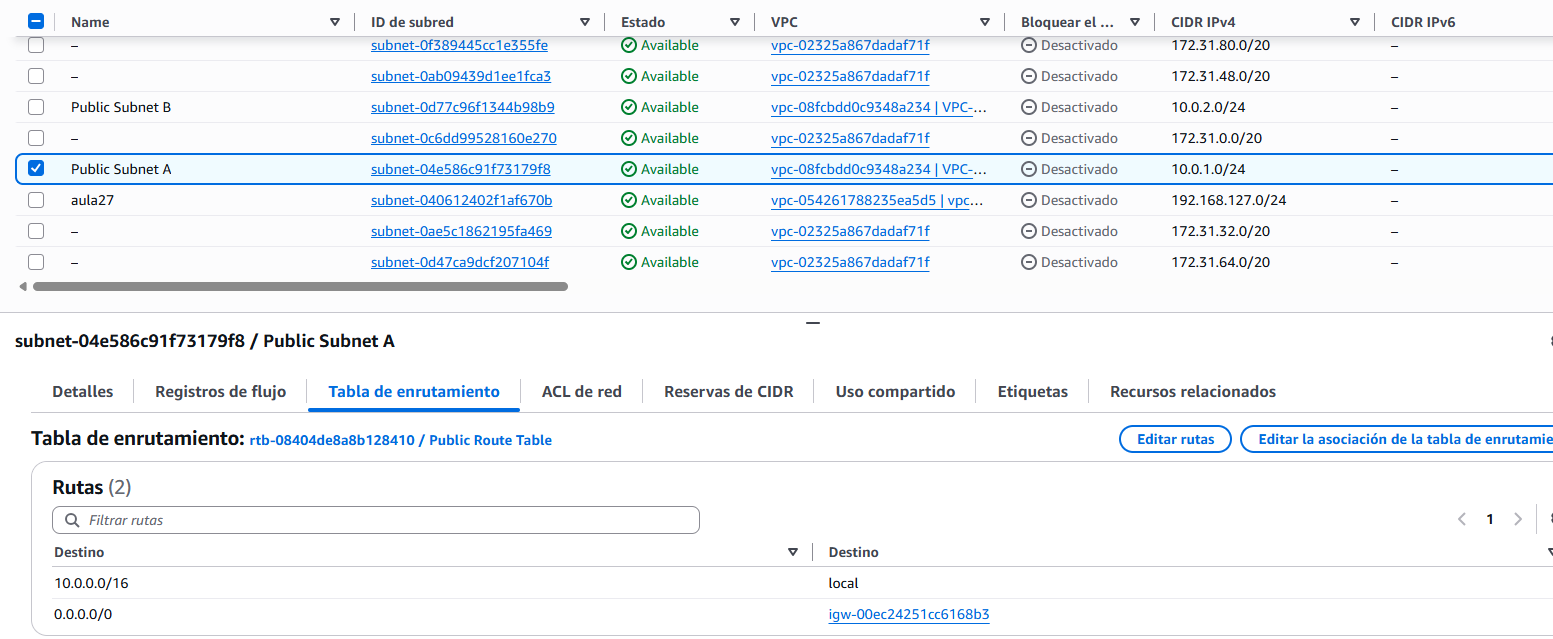 Name ID de subred Estado VPC Bloquear el ... CIDR IPv4 CIDR IPv6
– subnet-0f389445cc1e355fe Available vpc-02325a867dadaf71f Desactivado 172.31.80.0/20 –
– subnet-0ab09439d1ee1fca3 Available vpc-02325a867dadaf71f Desactivado 172.31.48.0/20 –
Public Subnet B subnet-0d77c96f1344b98b9 Available vpc-08fcbdd0c9348a234 | VPC-... Desactivado 10.0.2.0/24 –
– subnet-0c6dd99528160e270 Available vpc-02325a867dadaf71f Desactivado 172.31.0.0/20 –
Public Subnet A subnet-04e586c91f73179f8 Available vpc-08fcbdd0c9348a234 | VPC-... Desactivado 10.0.1.0/24 –
aula27 subnet-040612402f1af670b Available vpc-054261788235ea5d5 | vpc... Desactivado 192.168.127.0/24 –
– subnet-0ae5c1862195fa469 Available vpc-02325a867dadaf71f Desactivado 172.31.32.0/20 –
– subnet-0d47ca9dcf207104f Available vpc-02325a867dadaf71f Desactivado 172.31.64.0/20 –
subnet-04e586c91f73179f8 / Public Subnet A
Detalles Registros de flujo Tabla de enrutamiento ACL de red Reservas de CIDR Uso compartido Etiquetas Recursos relacionados
Tabla de enrutamiento: rtb-08404de8a8b128410 / Public Route Table Editar rutas Editar la asociación de la tabla de enrutamie
Rutas (2)
Filtrar rutas 1
Destino Destino
10.0.0.0/16 local
0.0.0.0/0 igw-00ec24251cc6168b3